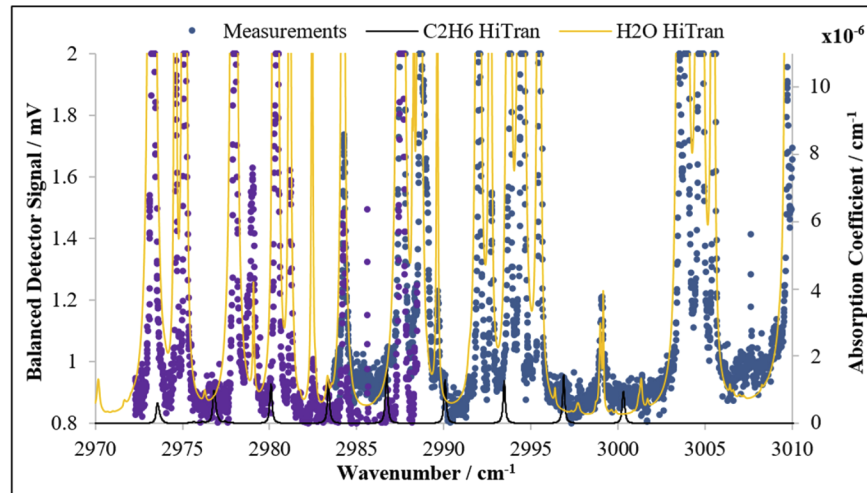 Measurements C2H6 HiTran H2O HiTran x10-6
2
1.8
1.6
1.4
1.2
1
0.8
Balanced Detector Signal / mV
10
8
6
4
2
0
Absorption Coefficient / cm-1
2970 2975 2980 2985 2990 2995 3000 3005 3010
Wavenumber / cm-1